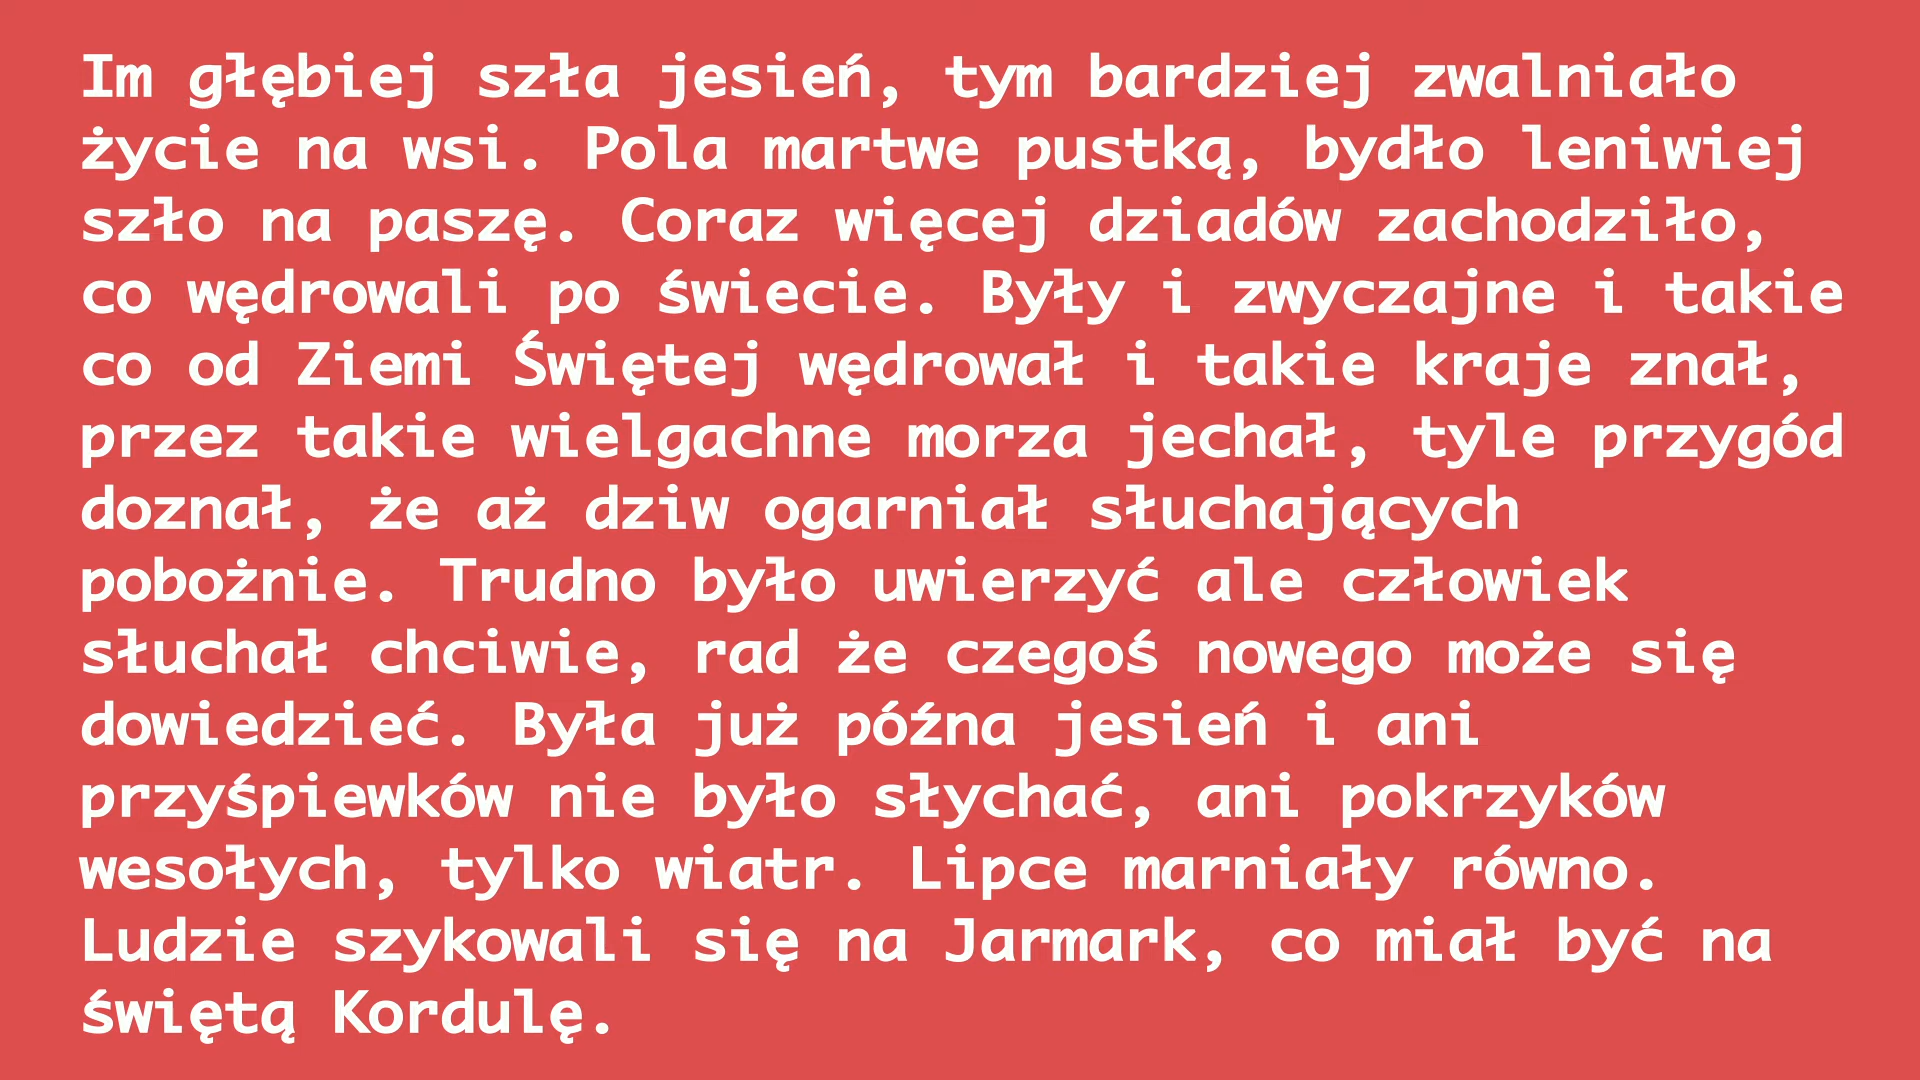 Im głębiej szła jesień, tym bardziej zwalniało
życie na wsi. Pola martwe pustką, bydło leniwiej
szło na paszę. Coraz więcej dziadów zachodziło,
co wędrowali po świecie. Były i zwyczajne i takie
co od Ziemi Świętej wędrował i takie kraje znał,
przez takie wielgachne morza jechał, tyle przygód
doznał, że aż dziw ogarniał słuchających
pobożnie. Trudno było uwierzyć ale człowiek
słuchał chciwie, rad że czegoś nowego może się
dowiedzieć. Była już późna jesień i ani
przyśpiewków nie było słychać, ani pokrzyków
wesołych, tylko wiatr. Lipce marniały równo.
Ludzie szykowali się na Jarmark, co miał być na
świętą Kordulę.